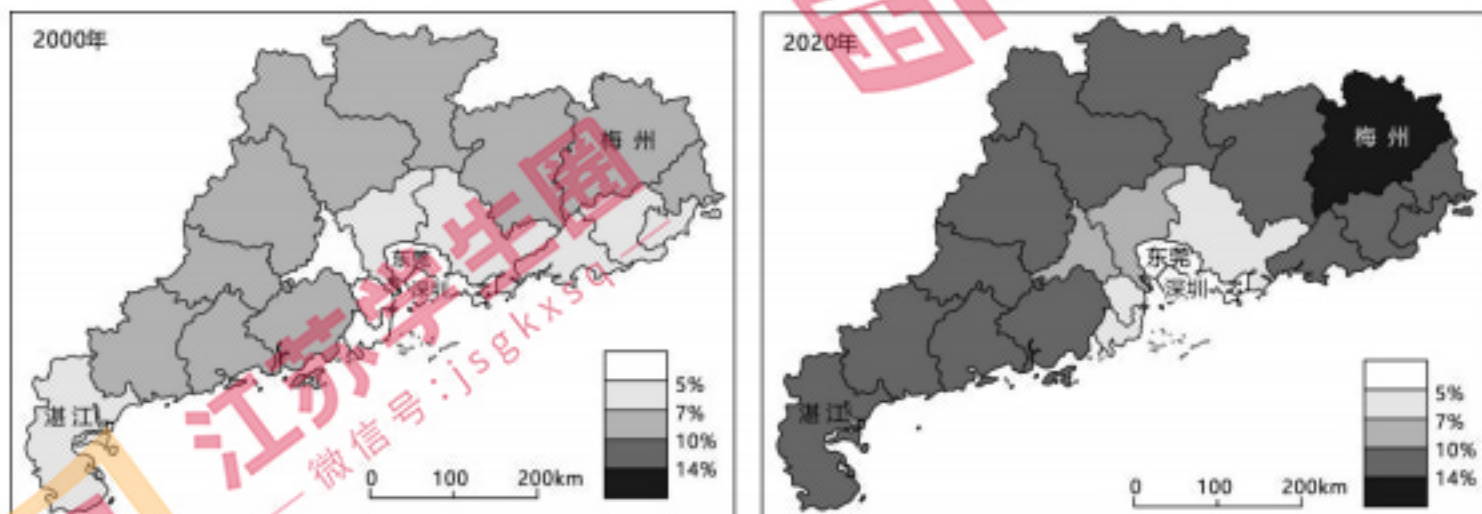 2000年
梅州
东莞
深圳
湛江
5%
7%
10%
14%
0 100 200km
2020年
梅州
东莞
深圳
湛江
5%
7%
10%
14%
0 100 200km
江苏学生圈
微信号:jsgkxsq